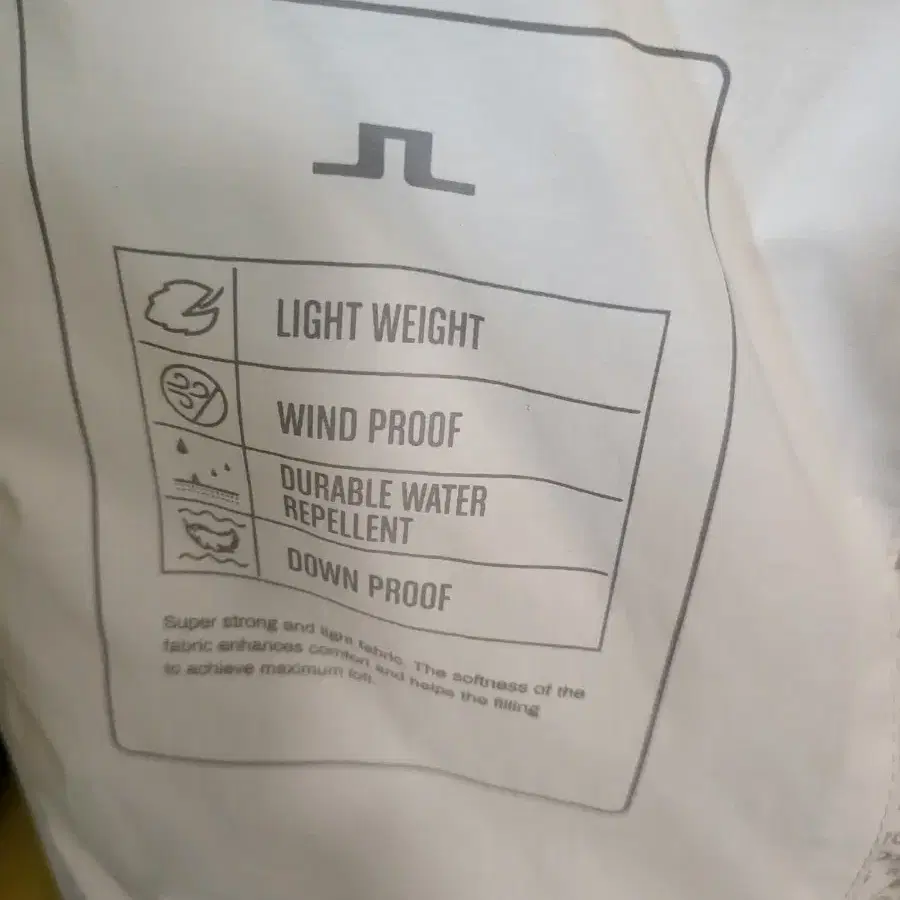 LIGHT WEIGHT
WIND PROOF
DURABLE WATER
REPELLENT
DOWN PROOF
Super strong and light fabric. The softness of the
fabric enhances comfort and helps the filling
to achieve maximum loft.